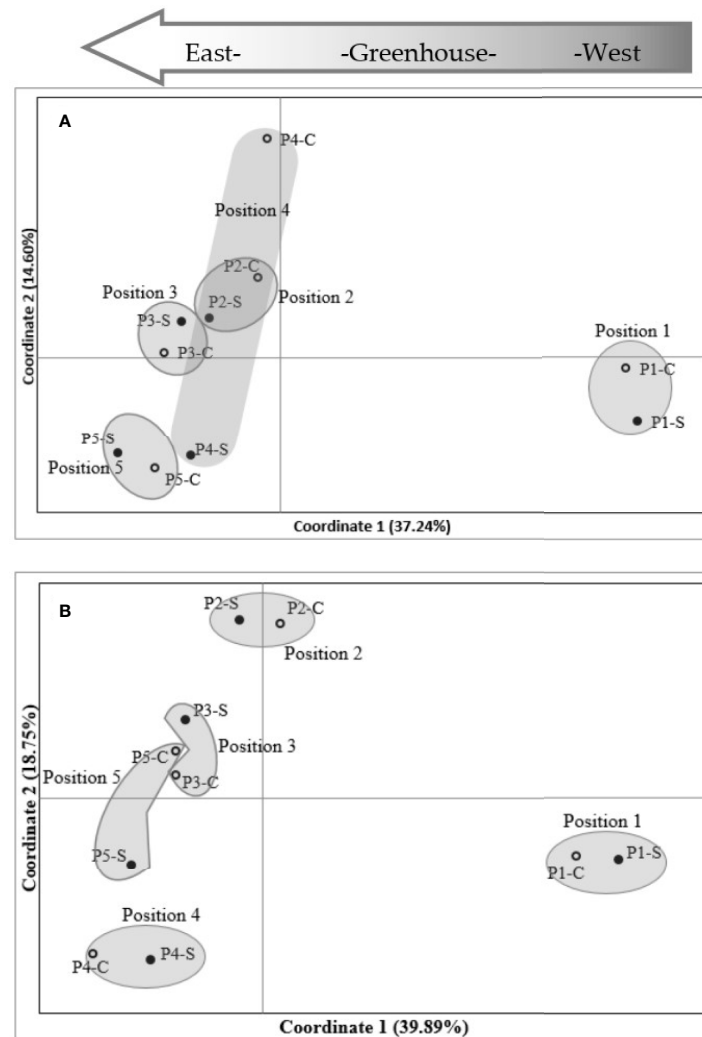 East- -Greenhouse- -West
A
P4-C
Position 4
P2-C
Position 3
Position 2
P2-S
P3-S
P3-C
Position 1
P1-C
P1-S
P5-S
P4-S
Position 5
P5-C
Coordinate 2 (14.60%)
Coordinate 1 (37.24%)
B
P2-S
P2-C
Position 2
P3-S
Position 3
P5-C
Position 5
P3-C
Position 1
P5-S
P1-C
P1-S
Position 4
P4-C
P4-S
Coordinate 2 (18.75%)
Coordinate 1 (39.89%)